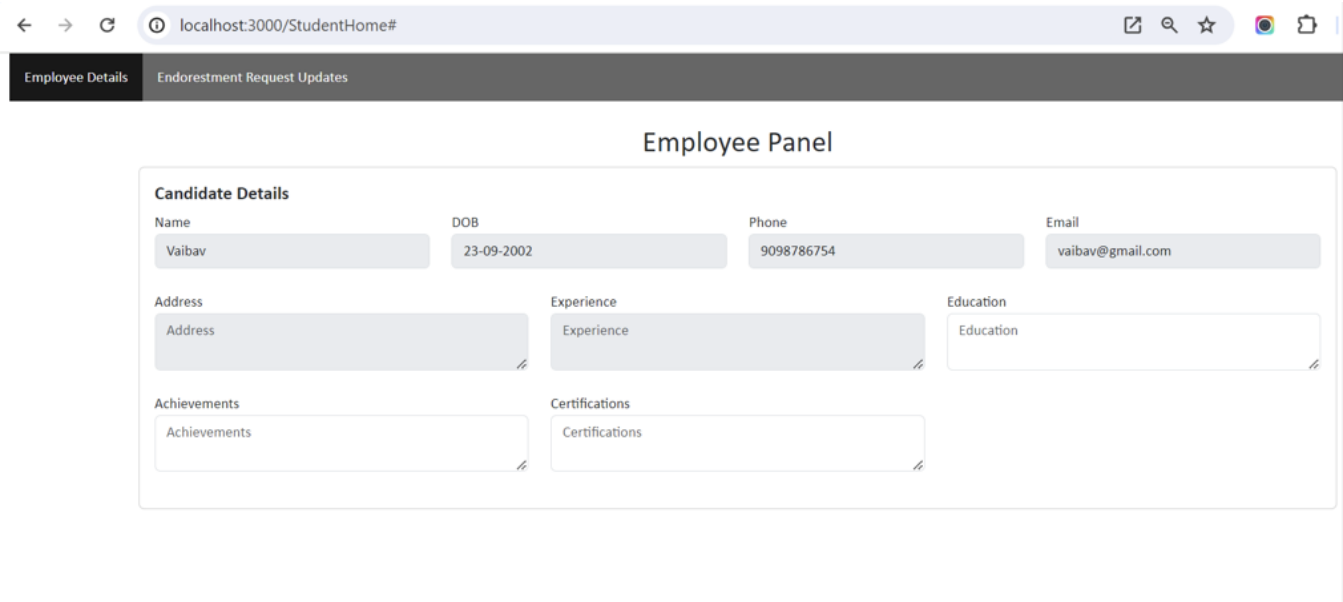 localhost:3000/StudentHome#
Employee Details Endorestment Request Updates
Employee Panel
Candidate Details
Name DOB Phone Email
Vaibav 23-09-2002 9098786754 vaibav@gmail.com
Address Experience Education
Address Experience Education
Achievements Certifications
Achievements Certifications